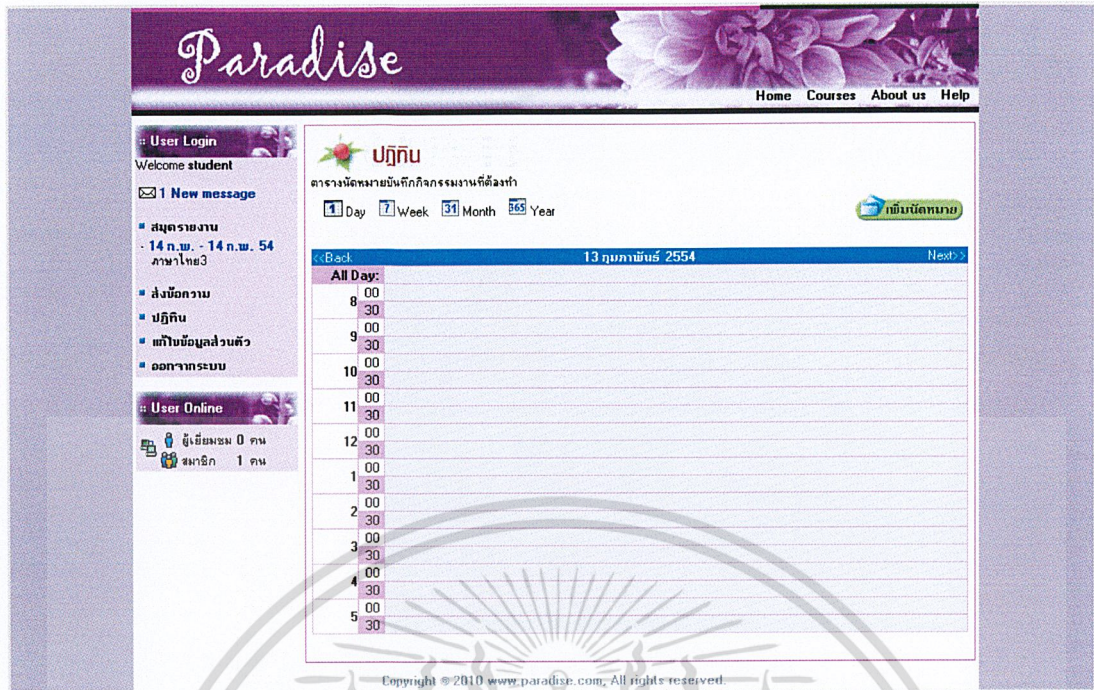 Paradise
Home Courses About us Help
:: User Login
Welcome student
1 New message
สมุดรายงาน
- 14 ก.พ. - 14 ก.พ. 54
ภาษาไทย3
ส่งข้อความ
ปฏิทิน
แก้ไขข้อมูลส่วนตัว
ออกจากระบบ
:: User Online
ผู้เยี่ยมชม 0 คน
สมาชิก 1 คน
ปฏิทิน
ตารางนัดหมายบันทึกกิจกรรมงานที่ต้องทำ
1 Day 7 Week 31 Month 365 Year
เพิ่มนัดหมาย
<<Back 13 กุมภาพันธ์ 2554 Next>>
All Day:
8 00
30
9 00
30
10 00
30
11 00
30
12 00
30
1 00
30
2 00
30
3 00
30
4 00
30
5 00
30
Copyright © 2010 www.paradise.com, All rights reserved.